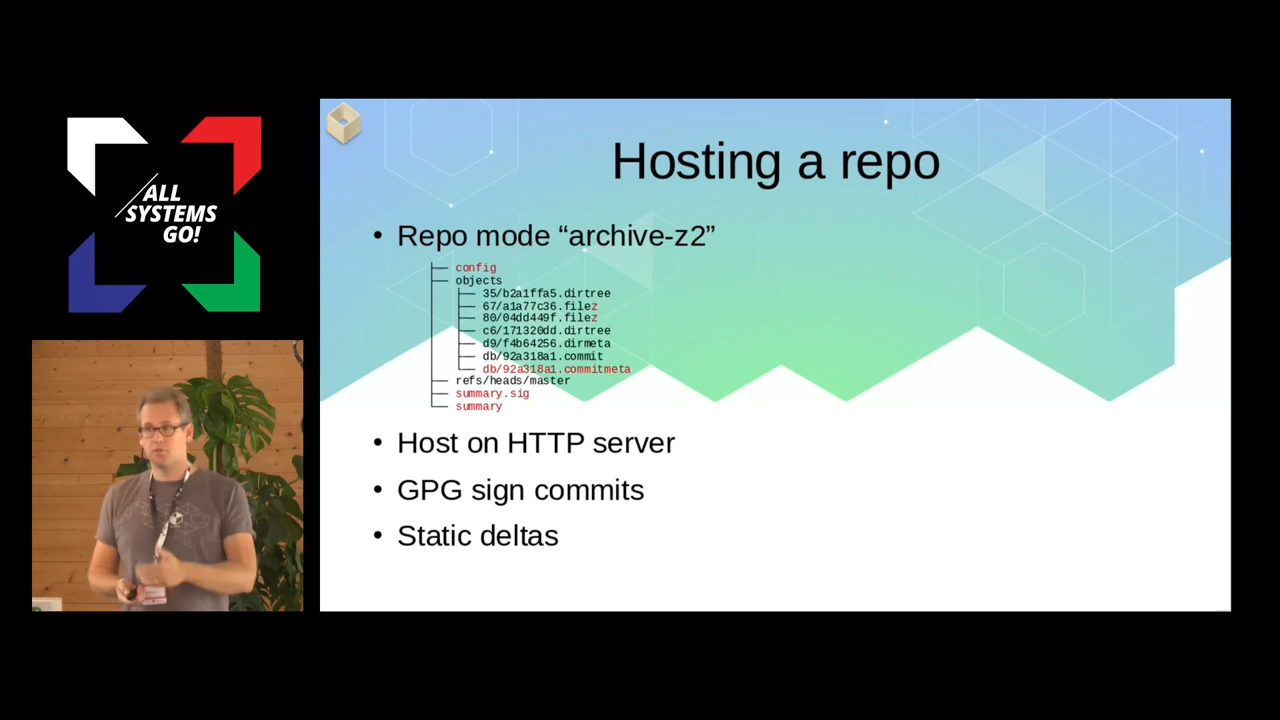 /ALL
SYSTEMS
GO!
Hosting a repo
• Repo mode “archive-z2”
├── config
├── objects
│   ├── 35/b2a1ffa5.dirtree
│   ├── 67/a1a77c36.filez
│   ├── 80/04dd449f.filez
│   ├── c6/171320dd.dirtree
│   ├── d9/f4b64256.dirmeta
│   ├── db/92a318a1.commit
│   └── db/92a318a1.commitmeta
├── refs/heads/master
├── summary.sig
└── summary
• Host on HTTP server
• GPG sign commits
• Static deltas